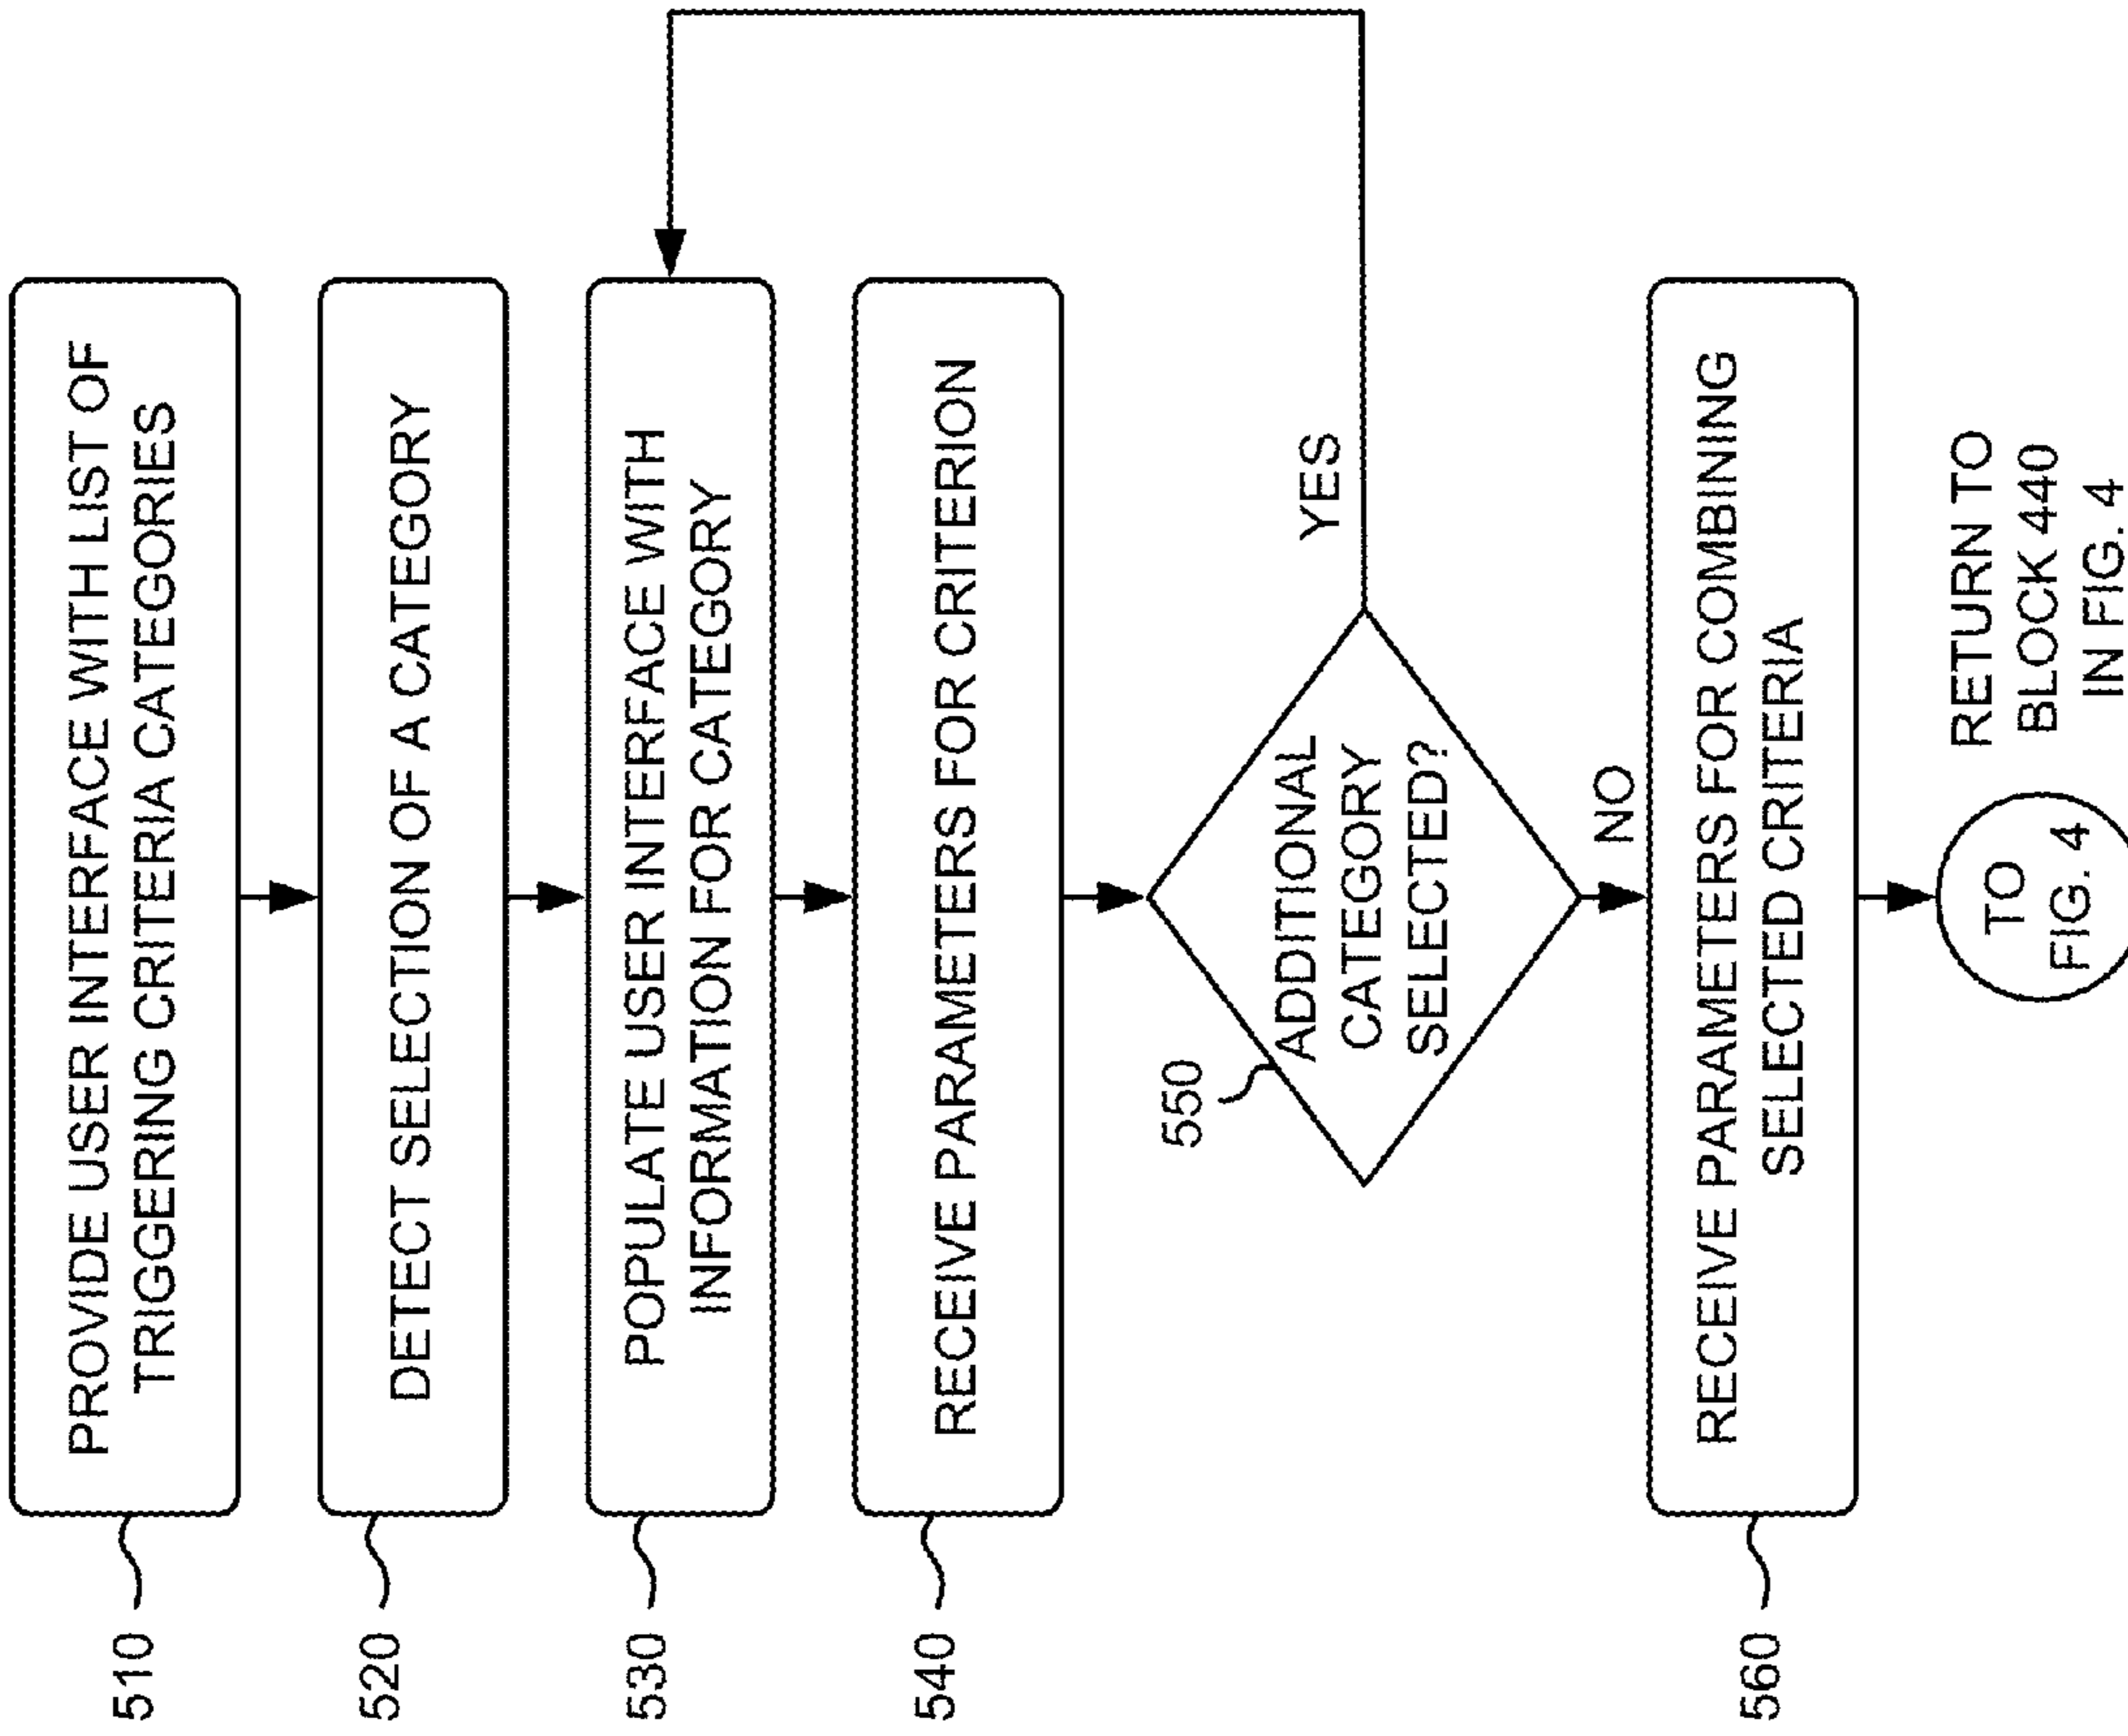 510
PROVIDE USER INTERFACE WITH LIST OF
TRIGGERING CRITERIA CATEGORIES
520
DETECT SELECTION OF A CATEGORY
530
POPULATE USER INTERFACE WITH
INFORMATION FOR CATEGORY
540
RECEIVE PARAMETERS FOR CRITERION
550
ADDITIONAL
CATEGORY
SELECTED?
YES
NO
560
RECEIVE PARAMETERS FOR COMBINING
SELECTED CRITERIA
TO
FIG. 4
RETURN TO
BLOCK 440
IN FIG. 4